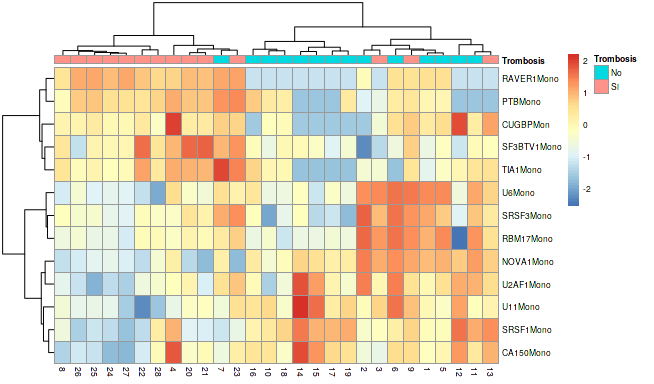 Trombosis
RAVER1Mono
PTBMono
CUGBPMon
SF3BTV1Mono
TIA1Mono
U6Mono
SRSF3Mono
RBM17Mono
NOVA1Mono
U2AF1Mono
U11Mono
SRSF1Mono
CA150Mono
8 26 25 24 27 22 28 4 20 21 7 23 16 10 18 14 15 17 19 2 3 6 9 1 5 12 11 13
2
1
0
-1
-2
Trombosis
No
SI